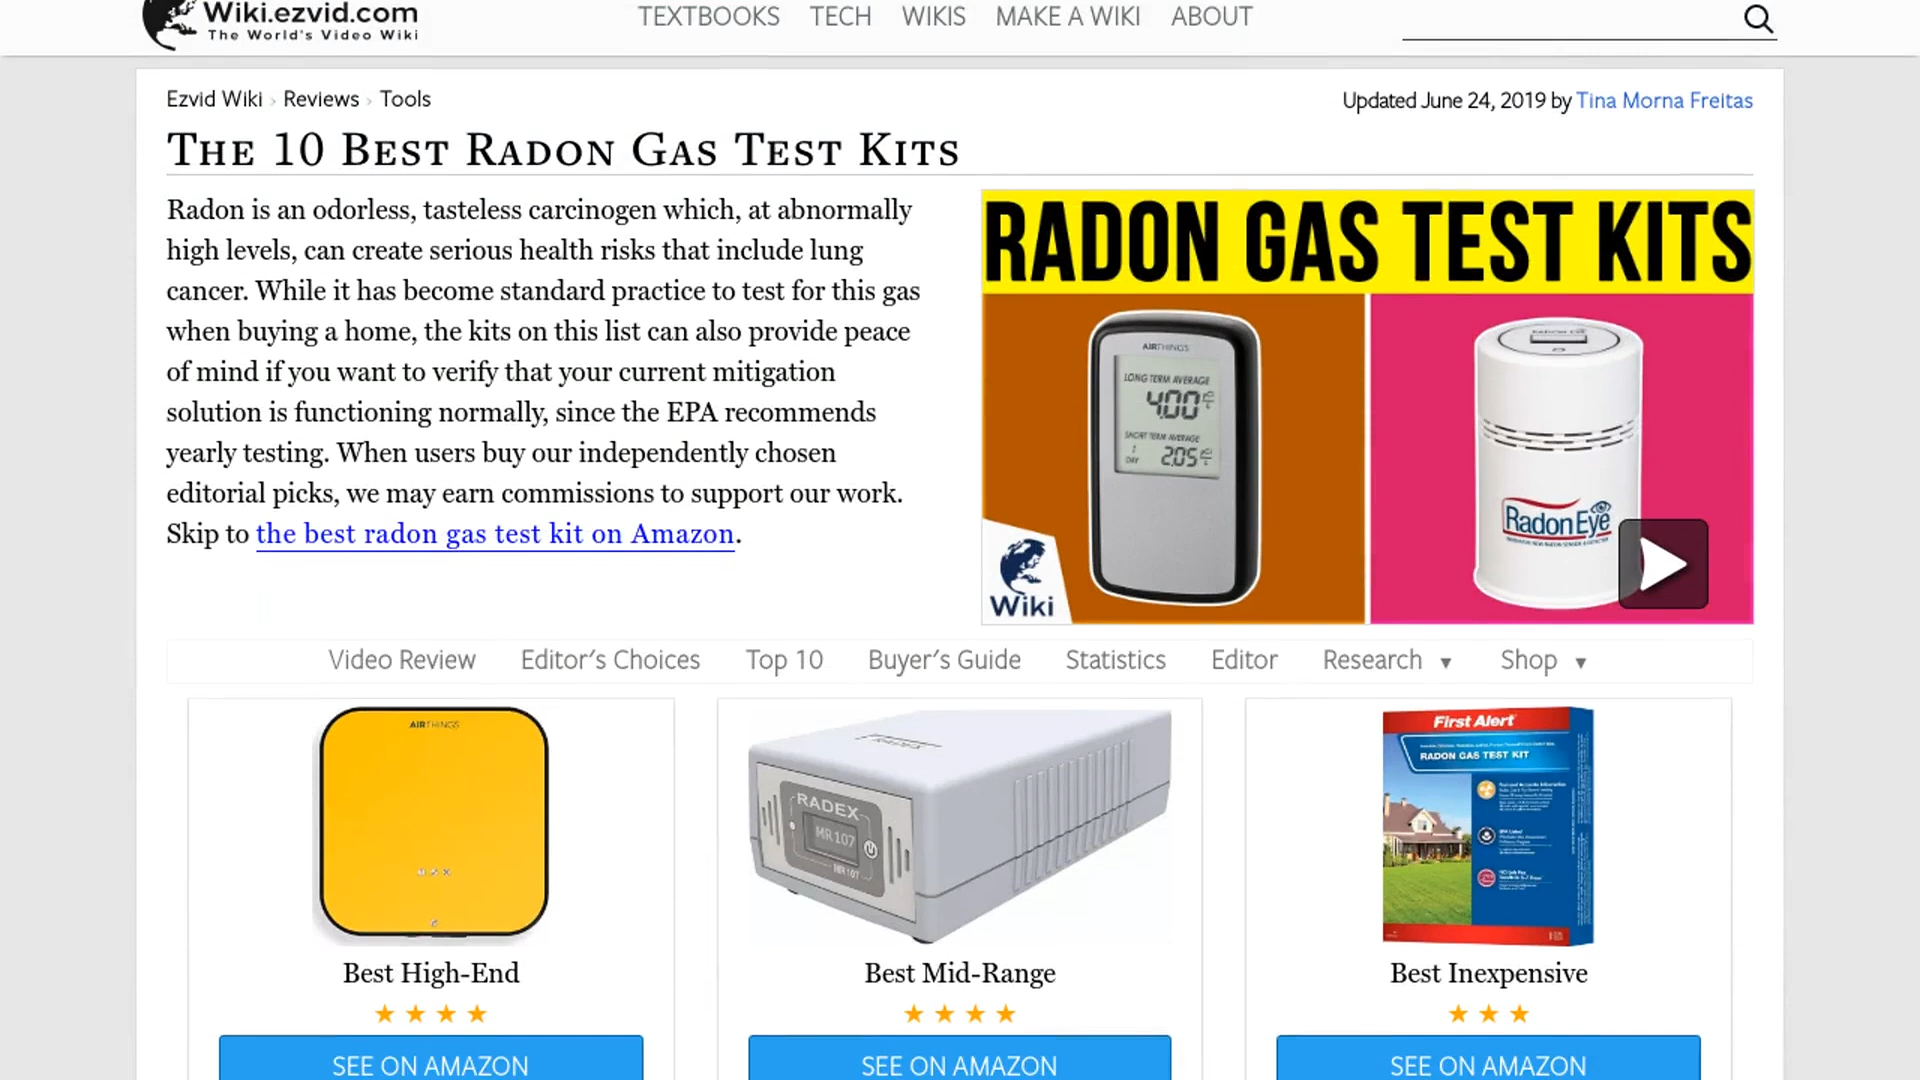 Wiki.ezvid.com
The World's Video Wiki
TEXTBOOKS TECH WIKIS MAKE A WIKI ABOUT
Ezvid Wiki › Reviews › Tools
Updated June 24, 2019 by Tina Morna Freitas
The 10 Best Radon Gas Test Kits
Radon is an odorless, tasteless carcinogen which, at abnormally
high levels, can create serious health risks that include lung
cancer. While it has become standard practice to test for this gas
when buying a home, the kits on this list can also provide peace
of mind if you want to verify that your current mitigation
solution is functioning normally, since the EPA recommends
yearly testing. When users buy our independently chosen
editorial picks, we may earn commissions to support our work.
Skip to the best radon gas test kit on Amazon.
RADON GAS TEST KITS
AIRTHINGS
LONG TERM AVERAGE
4.00
SHORT TERM AVERAGE
1
DAY
2.05
RADON EYE
RadonEye
Wiki
Video Review Editor's Choices Top 10 Buyer's Guide Statistics Editor Research ▼ Shop ▼
AIRTHINGS
RADEX
RADEX
MR107
MR107
First Alert
RADON GAS TEST KIT
Best High-End
Best Mid-Range
Best Inexpensive
SEE ON AMAZON
SEE ON AMAZON
SEE ON AMAZON